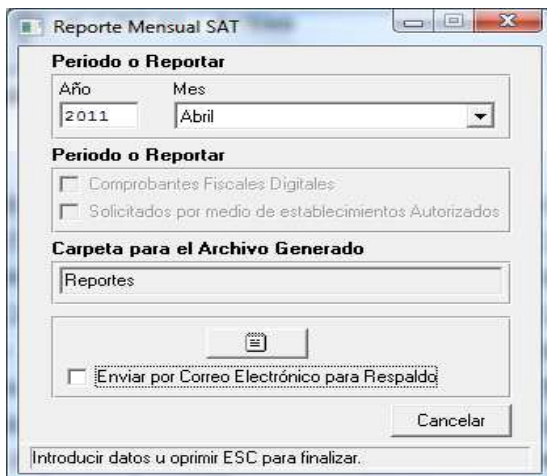 Reporte Mensual SAT
Periodo o Reportar
Año Mes
2011 Abril
Periodo o Reportar
Comprobantes Fiscales Digitales
Solicitados por medio de establecimientos Autorizados
Carpeta para el Archivo Generado
Reportes
Enviar por Correo Electrónico para Respaldo
Cancelar
Introducir datos u oprimir ESC para finalizar.